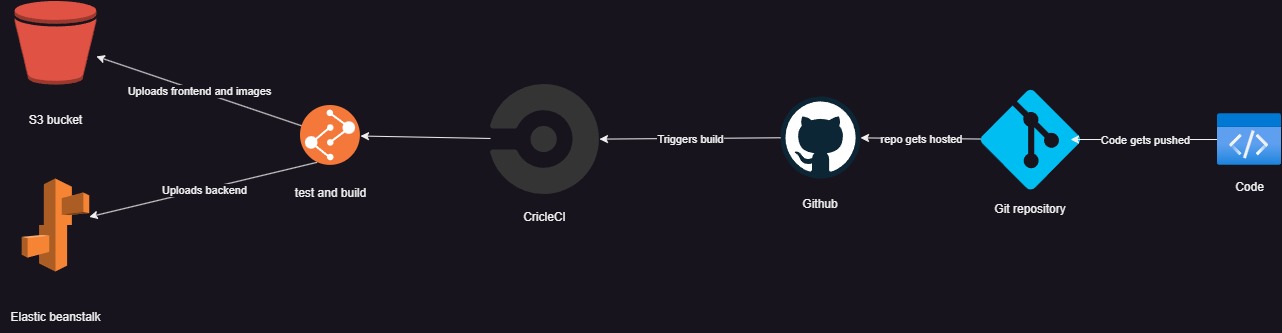 S3 bucket
Uploads frontend and images
Elastic beanstalk
Uploads backend
test and build
CricleCI
Triggers build
Github
repo gets hosted
Git repository
Code gets pushed
</>
Code